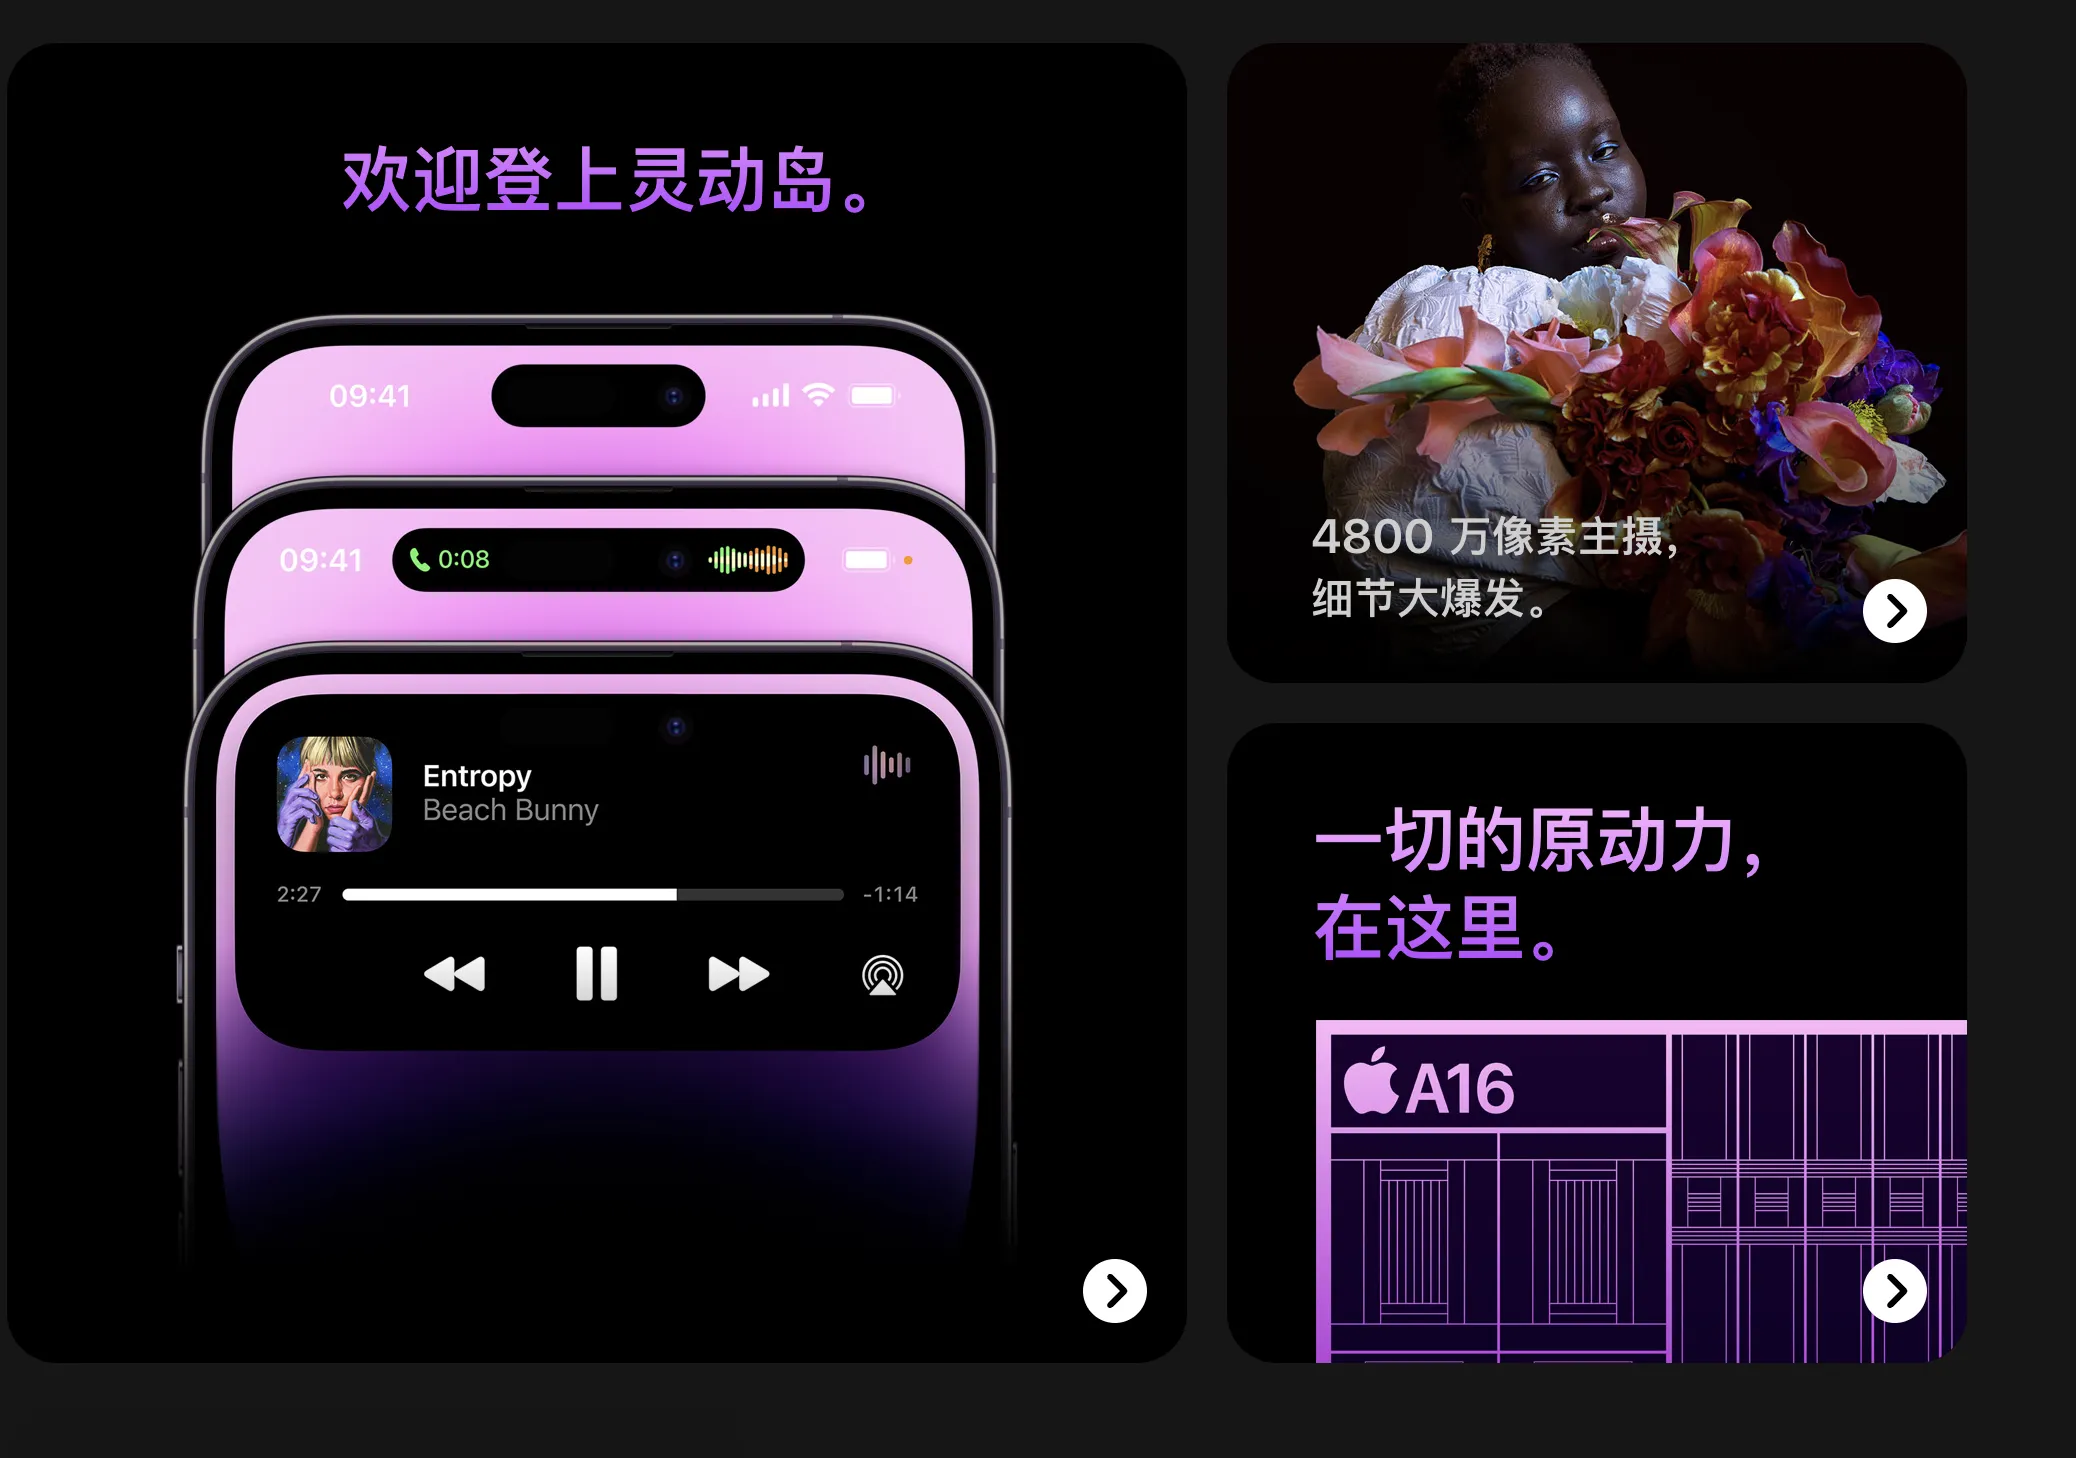 欢迎登上灵动岛。
09:41
09:41 0:08
Entropy
Beach Bunny
2:27 -1:14
4800 万像素主摄，
细节大爆发。
一切的原动力，
在这里。
A16